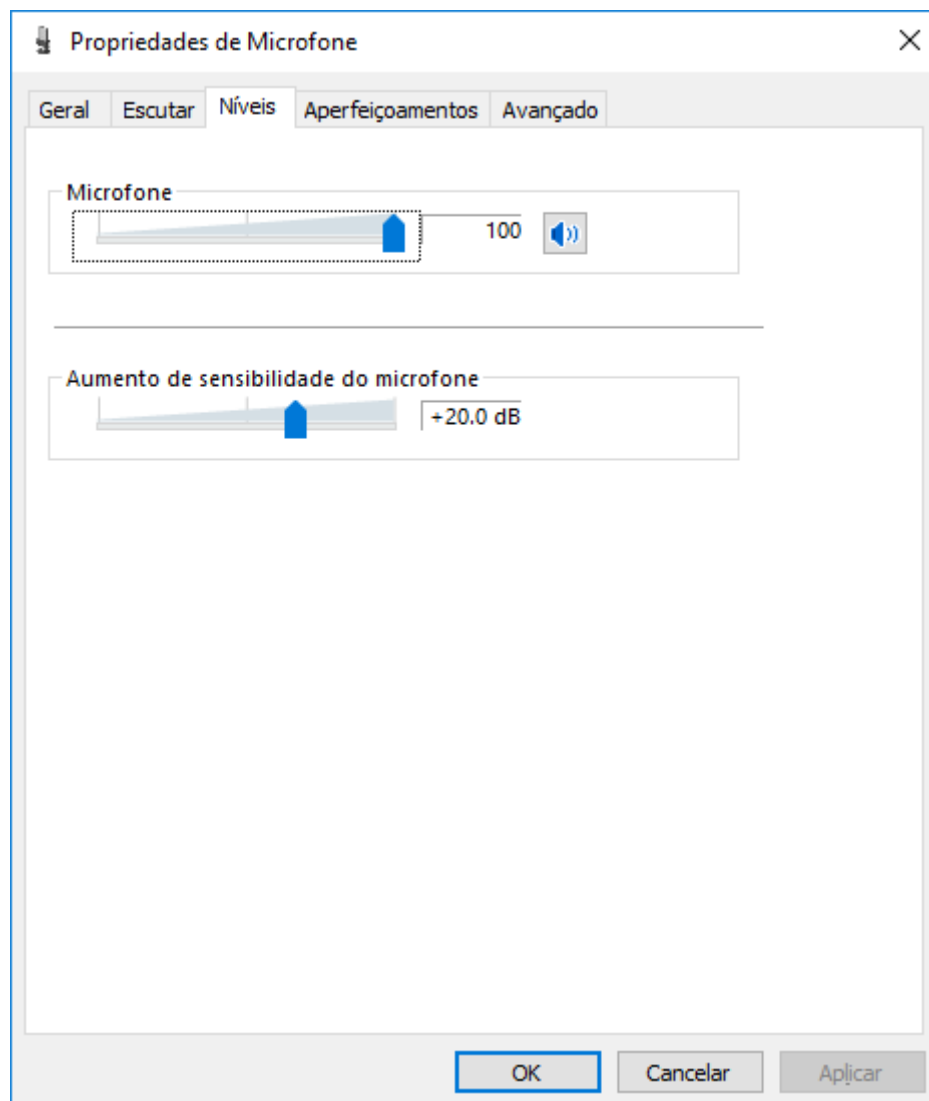 Propriedades de Microfone
Geral Escutar Níveis Aperfeiçoamentos Avançado
Microfone
100
Aumento de sensibilidade do microfone
+20.0 dB
OK Cancelar Aplicar